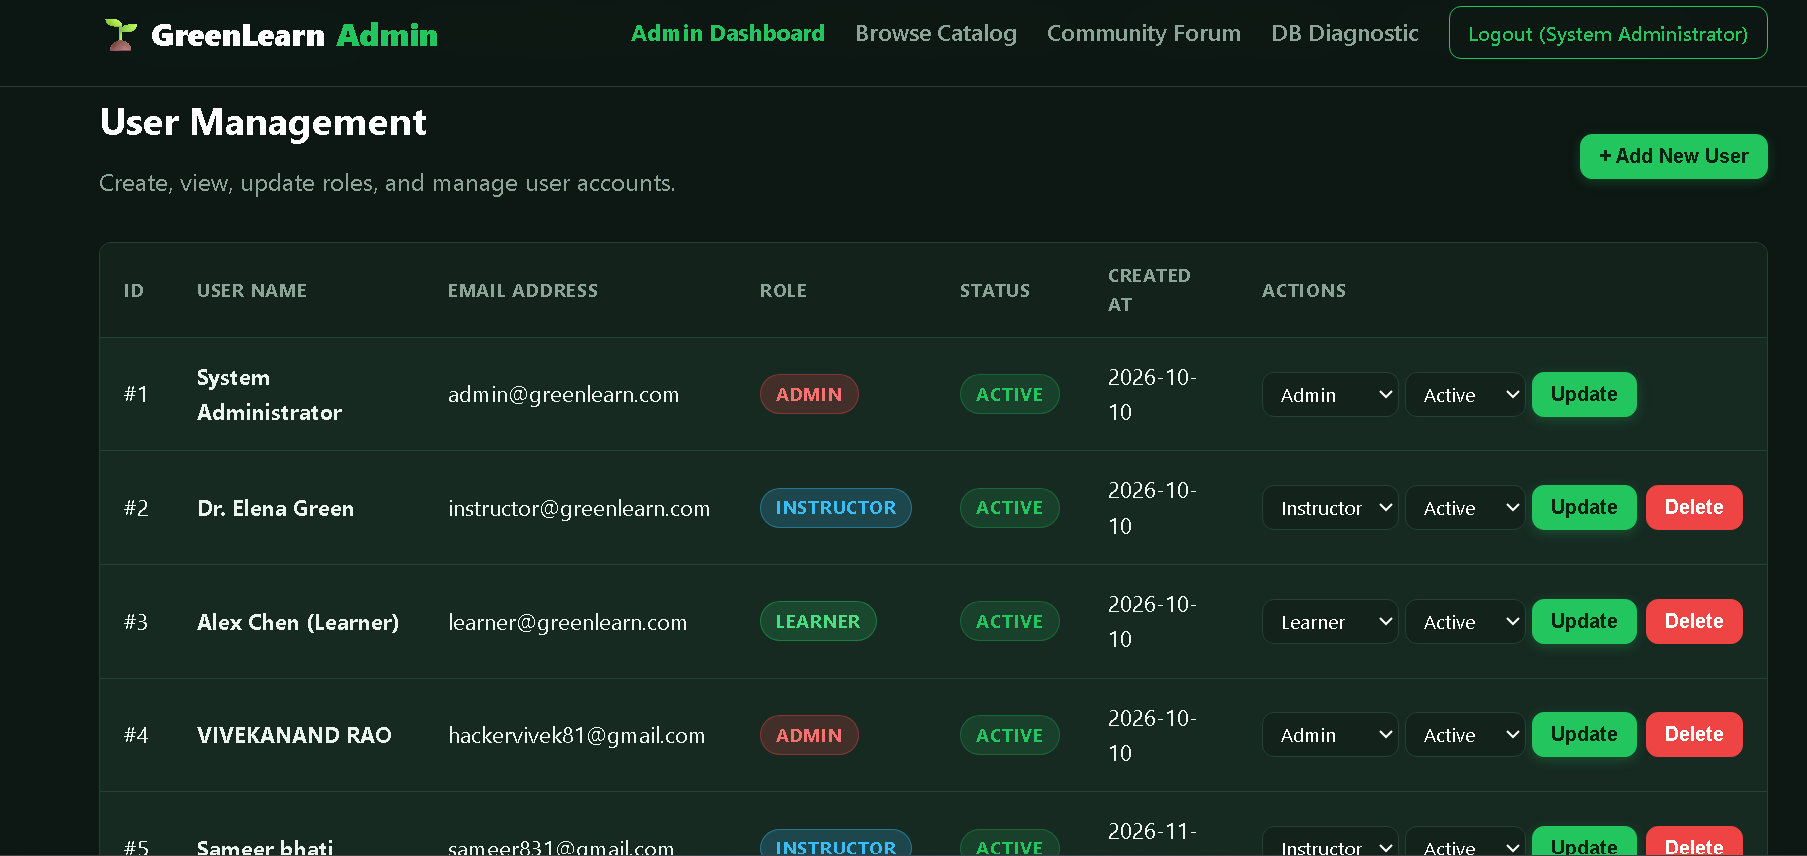 GreenLearn Admin
Admin Dashboard
Browse Catalog
Community Forum
DB Diagnostic
Logout (System Administrator)
User Management
+ Add New User
Create, view, update roles, and manage user accounts.
ID USER NAME EMAIL ADDRESS ROLE STATUS CREATED AT ACTIONS
#1 System Administrator admin@greenlearn.com ADMIN ACTIVE 2026-10-10 Admin Active Update
#2 Dr. Elena Green instructor@greenlearn.com INSTRUCTOR ACTIVE 2026-10-10 Instructor Active Update Delete
#3 Alex Chen (Learner) learner@greenlearn.com LEARNER ACTIVE 2026-10-10 Learner Active Update Delete
#4 VIVEKANAND RAO hackervivek81@gmail.com ADMIN ACTIVE 2026-10-10 Admin Active Update Delete
#5 Sameer bhati sameer831@gmail.com INSTRUCTOR ACTIVE 2026-11- Instructor Active Update Delete